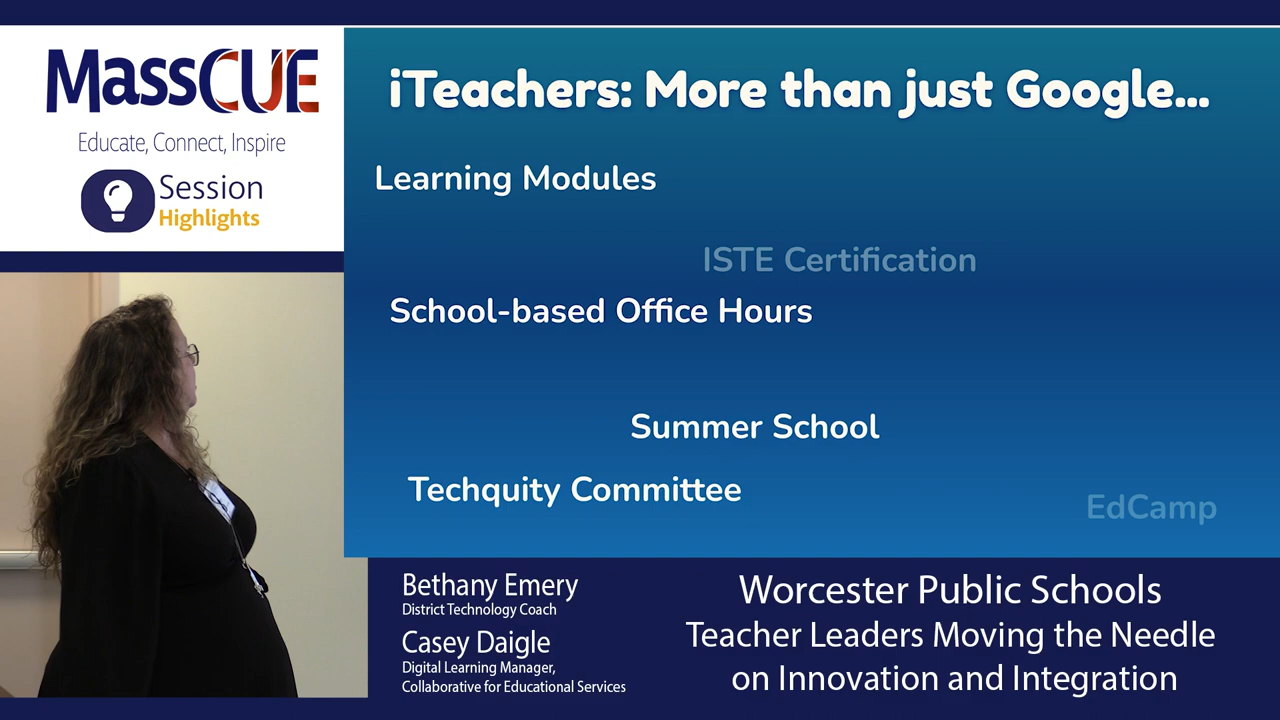 MassCUE
Educate, Connect, Inspire
Session
Highlights
iTeachers: More than just Google...
Learning Modules
ISTE Certification
School-based Office Hours
Summer School
Techquity Committee
EdCamp
Bethany Emery
District Technology Coach
Casey Daigle
Digital Learning Manager,
Collaborative for Educational Services
Worcester Public Schools
Teacher Leaders Moving the Needle
on Innovation and Integration